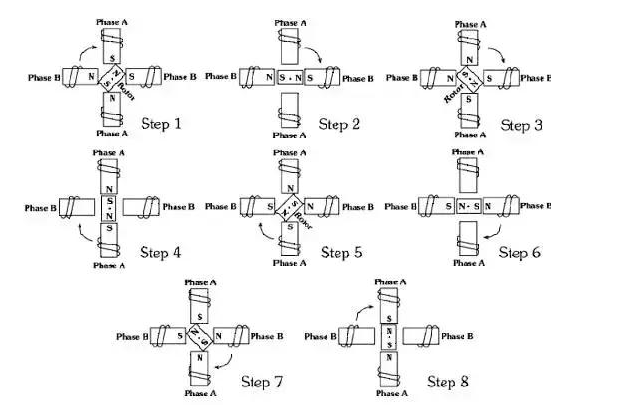 Phase A
S
Phase B N N S S Phase B
Rotor
N
Phase A
Step 1
Phase A
Phase B N S · N S Phase B
Phase A
Step 2
Phase A
N
Phase B N S · N S Phase B
Rotor
S
Phase A
Step 3
Phase A
N
Phase B S · N Phase B
S
Phase A
Step 4
Phase A
N
Phase B S N · S N Phase B
Rotor
S
Phase A
Step 5
Phase A
Phase B S N · S N Phase B
Phase A
Step 6
Phase A
S
Phase B S N · S N Phase B
N
Phase A
Step 7
Phase A
S
Phase B N · S Phase B
N
Phase A
Step 8